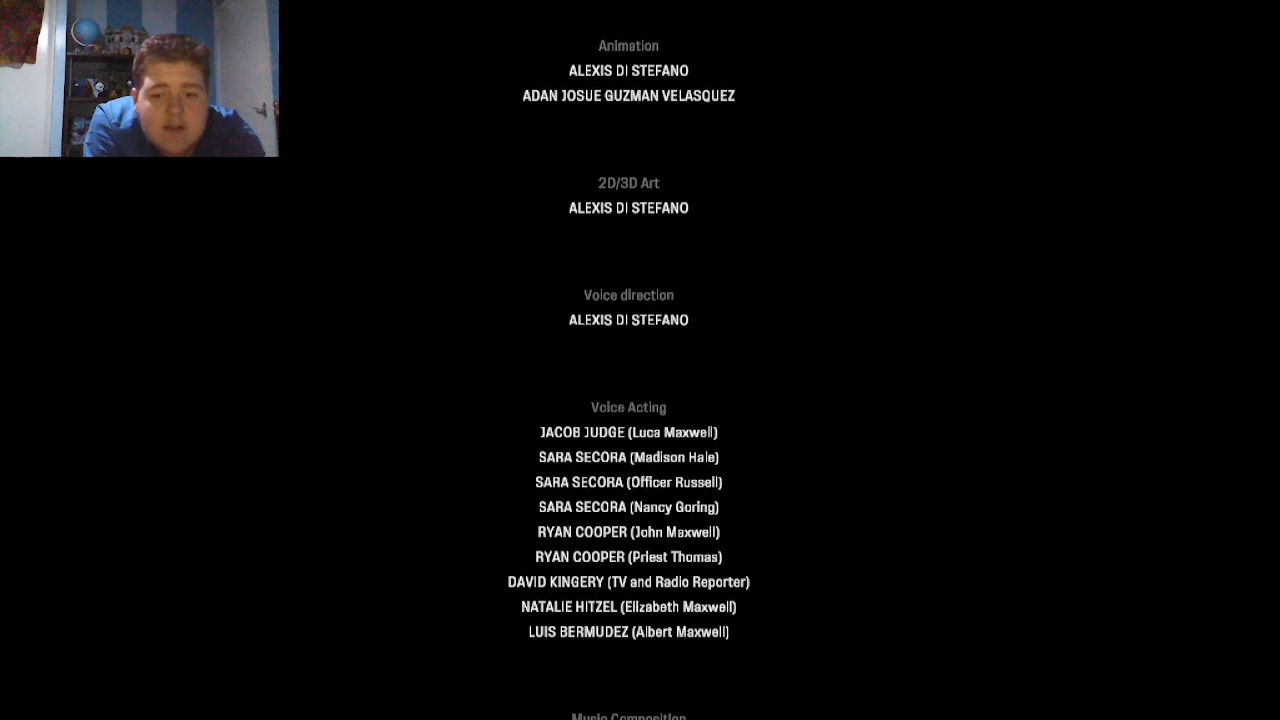 Animation
ALEXIS DI STEFANO
ADAN JOSUE GUZMAN VELASQUEZ
2D/3D Art
ALEXIS DI STEFANO
Voice direction
ALEXIS DI STEFANO
Voice Acting
JACOB JUDGE (Luca Maxwell)
SARA SECORA (Madison Hale)
SARA SECORA (Officer Russell)
SARA SECORA (Nancy Goring)
RYAN COOPER (John Maxwell)
RYAN COOPER (Priest Thomas)
DAVID KINGERY (TV and Radio Reporter)
NATALIE HITZEL (Elizabeth Maxwell)
LUIS BERMUDEZ (Albert Maxwell)
Music Composition